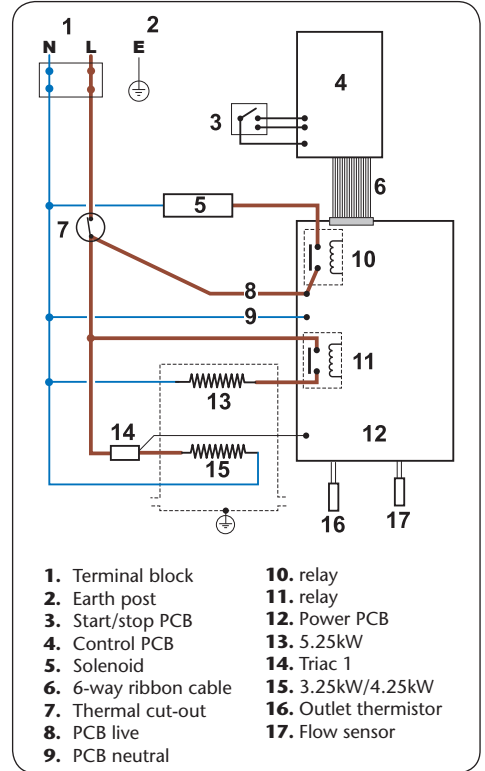 1
2
N L E
4
3
6
5
7
10
8
9
11
13
14
12
15
16
17
1. Terminal block
2. Earth post
3. Start/stop PCB
4. Control PCB
5. Solenoid
6. 6-way ribbon cable
7. Thermal cut-out
8. PCB live
9. PCB neutral
10. relay
11. relay
12. Power PCB
13. 5.25kW
14. Triac 1
15. 3.25kW/4.25kW
16. Outlet thermistor
17. Flow sensor